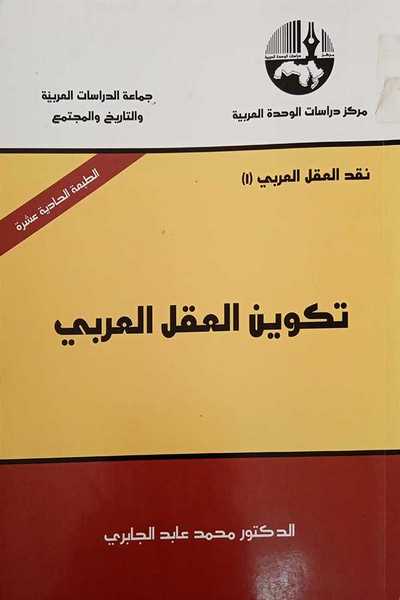 مركز دراسات الوحدة العربية
جماعة الدراسات العربية
والتاريخ والمجتمع
نقد العقل العربي (١)
الطبعة الحادية عشرة
تكوين العقل العربي
الدكتور محمد عابد الجابري